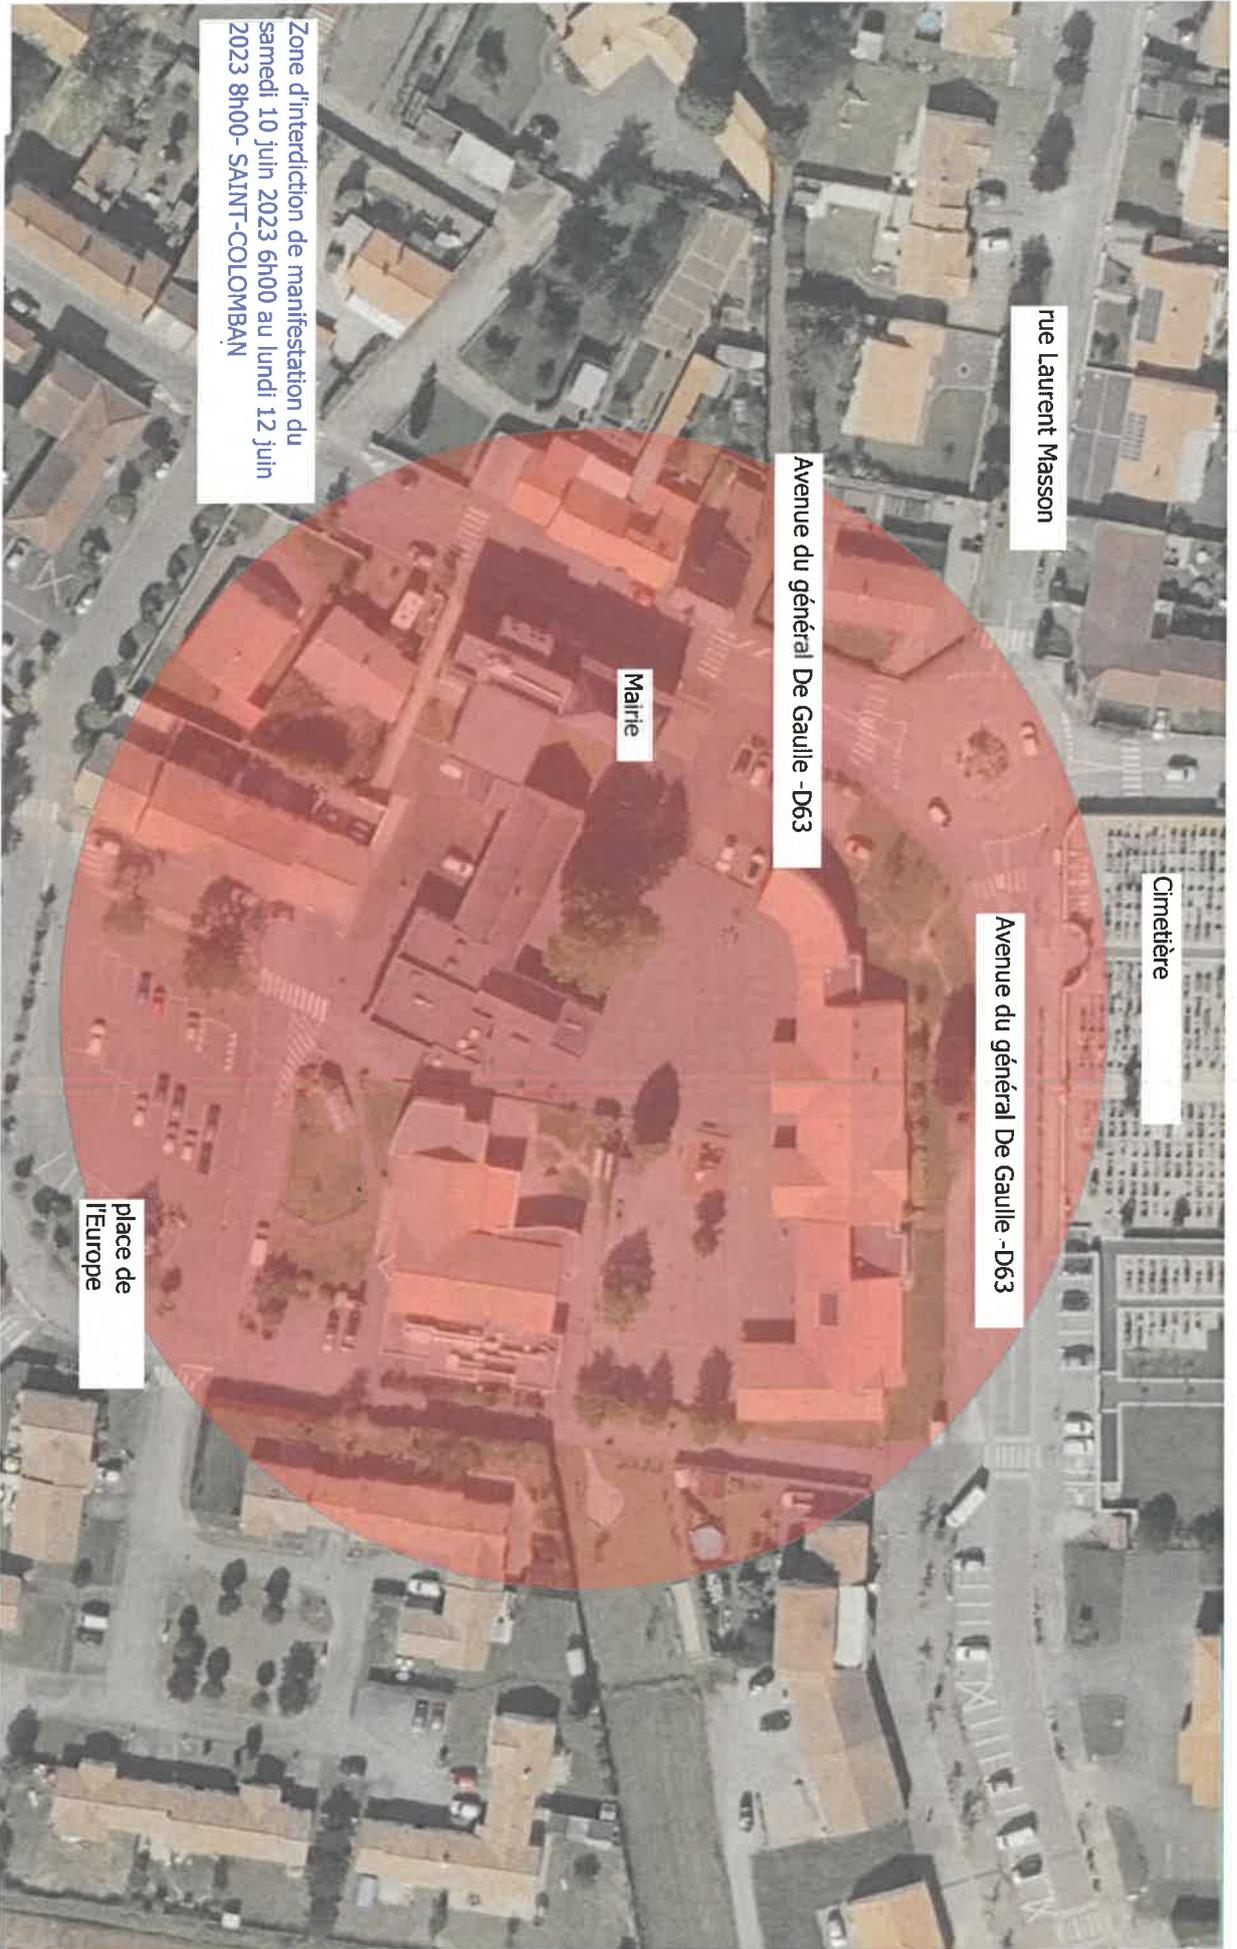 Zone d'interdiction de manifestation du
samedi 10 juin 2023 6h00 au lundi 12 juin
2023 8h00- SAINT-COLOMBAN
rue Laurent Masson
Avenue du général De Gaulle -D63
Mairie
Cimetière
Avenue du général De Gaulle -D63
place de
l'Europe